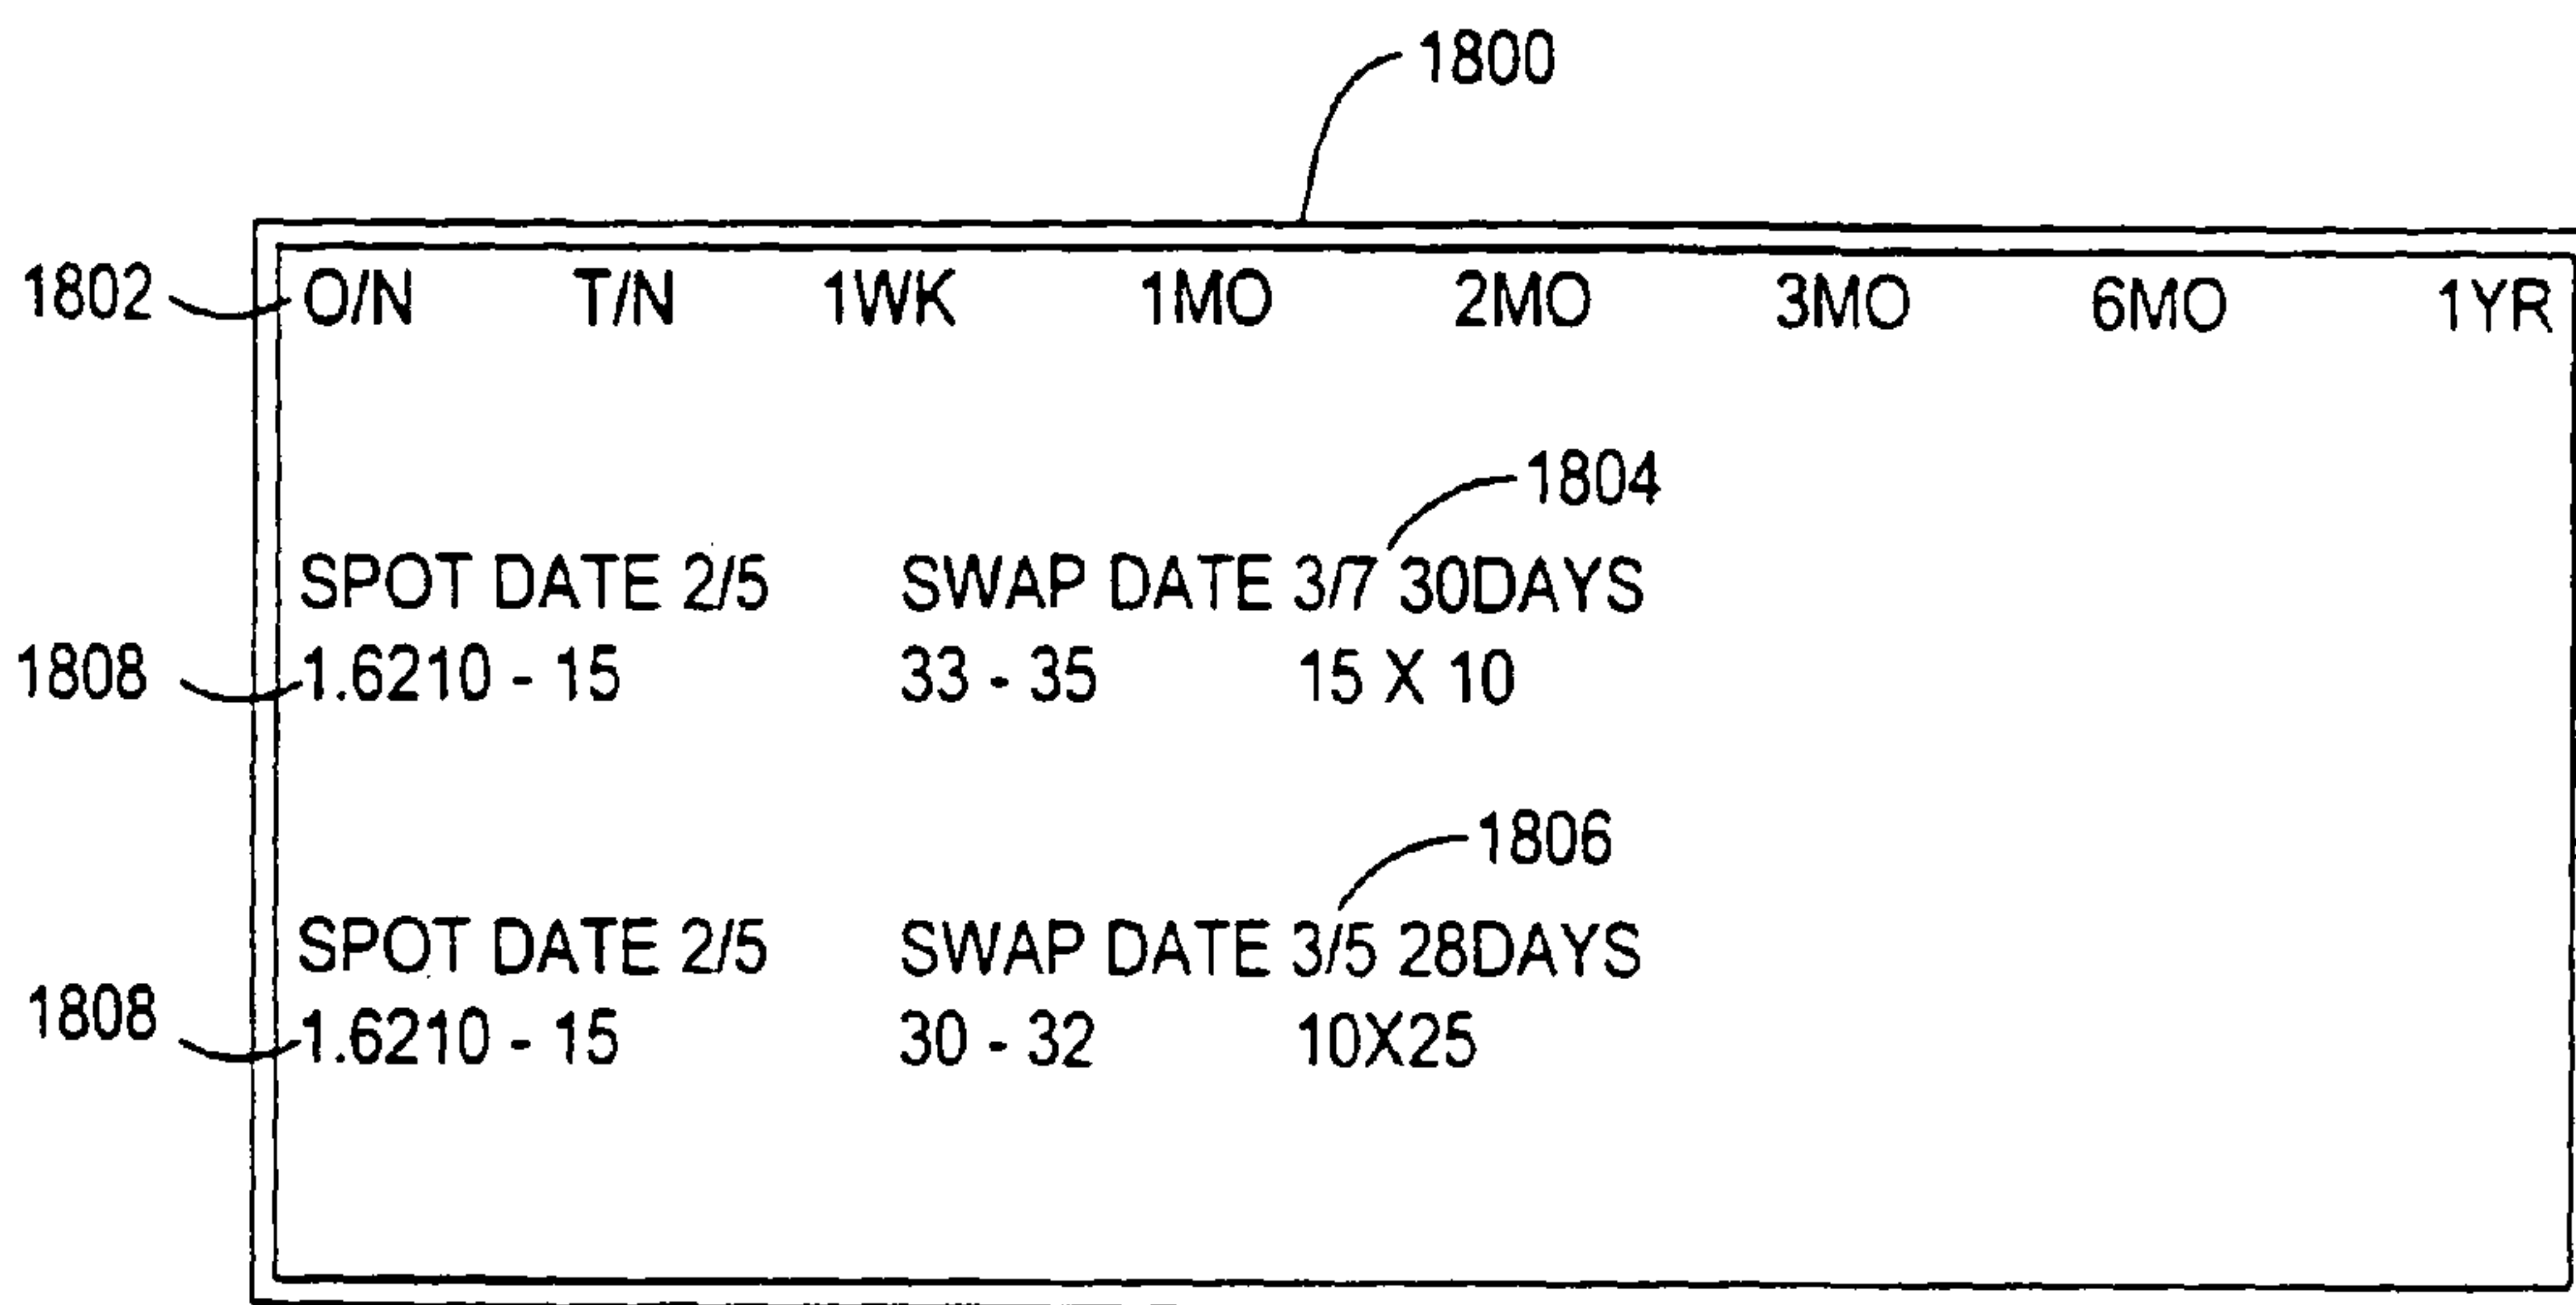 1800
1802 O/N T/N 1WK 1MO 2MO 3MO 6MO 1YR
1804
SPOT DATE 2/5 SWAP DATE 3/7 30DAYS
1808 1.6210 - 15 33 - 35 15 X 10
1806
SPOT DATE 2/5 SWAP DATE 3/5 28DAYS
1808 1.6210 - 15 30 - 32 10X25